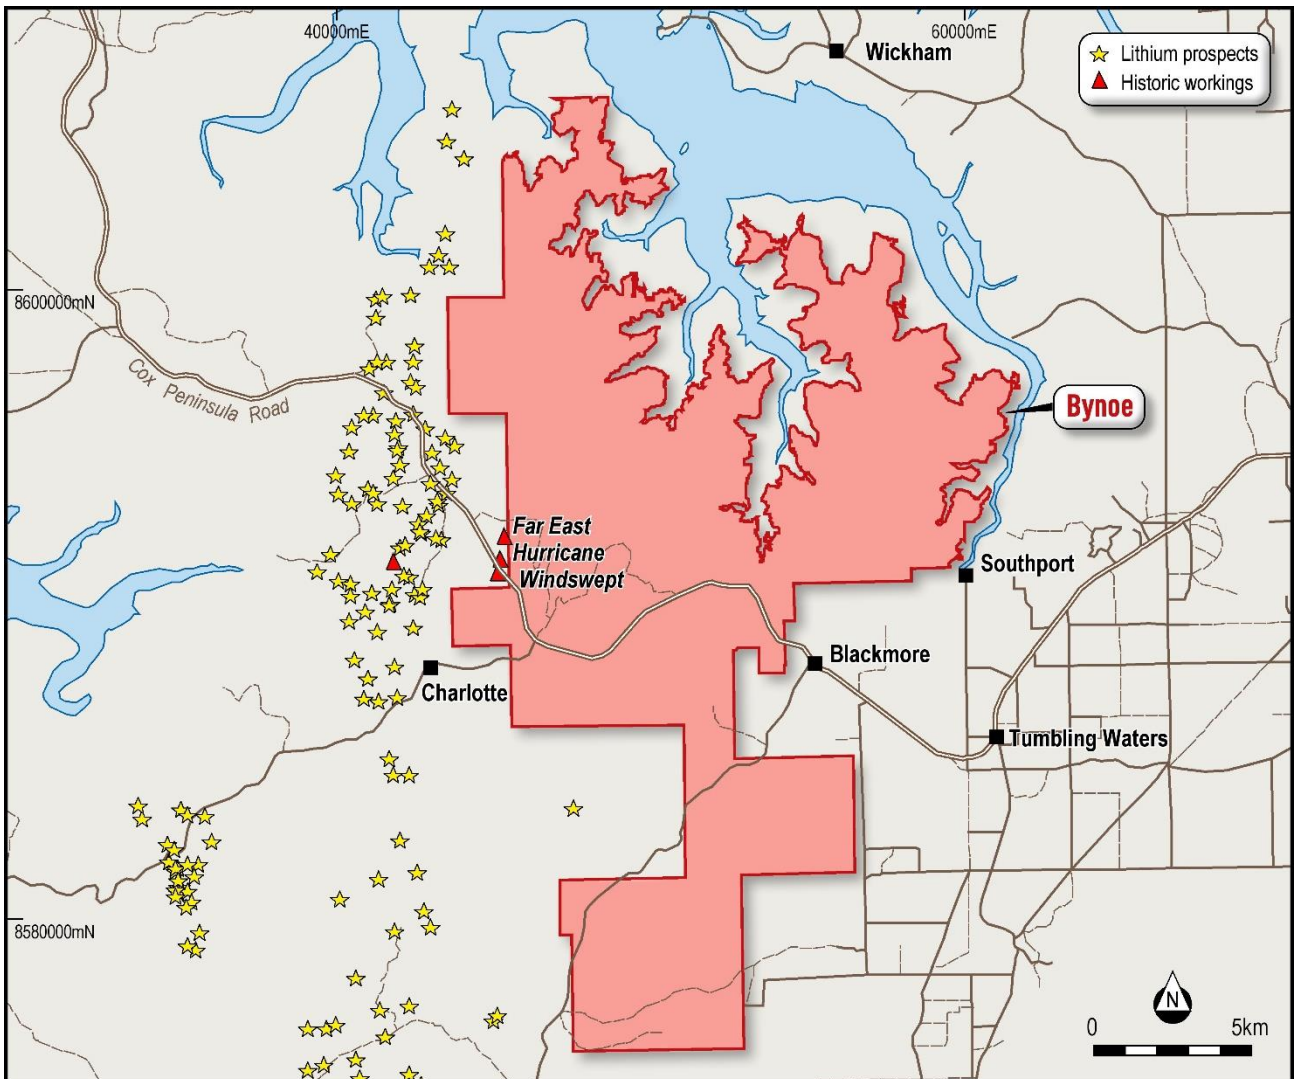 40000mE
60000mE
Wickham
Lithium prospects
Historic workings
8600000mN
Cox Peninsula Road
Bynoe
Far East
Hurricane
Windswept
Southport
Blackmore
Charlotte
Tumbling Waters
8580000mN
N
0 5km